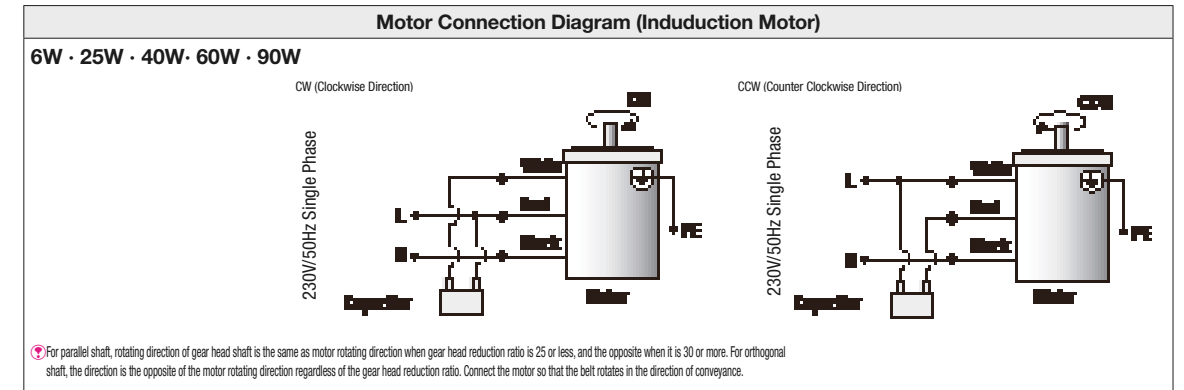 Motor Connection Diagram (Induduction Motor)
6W · 25W · 40W· 60W · 90W
CW (Clockwise Direction)
CCW (Counter Clockwise Direction)
230V/50Hz Single Phase
L
PE
230V/50Hz Single Phase
L
PE
For parallel shaft, rotating direction of gear head shaft is the same as motor rotating direction when gear head reduction ratio is 25 or less, and the opposite when it is 30 or more. For orthogonal
shaft, the direction is the opposite of the motor rotating direction regardless of the gear head reduction ratio. Connect the motor so that the belt rotates in the direction of conveyance.